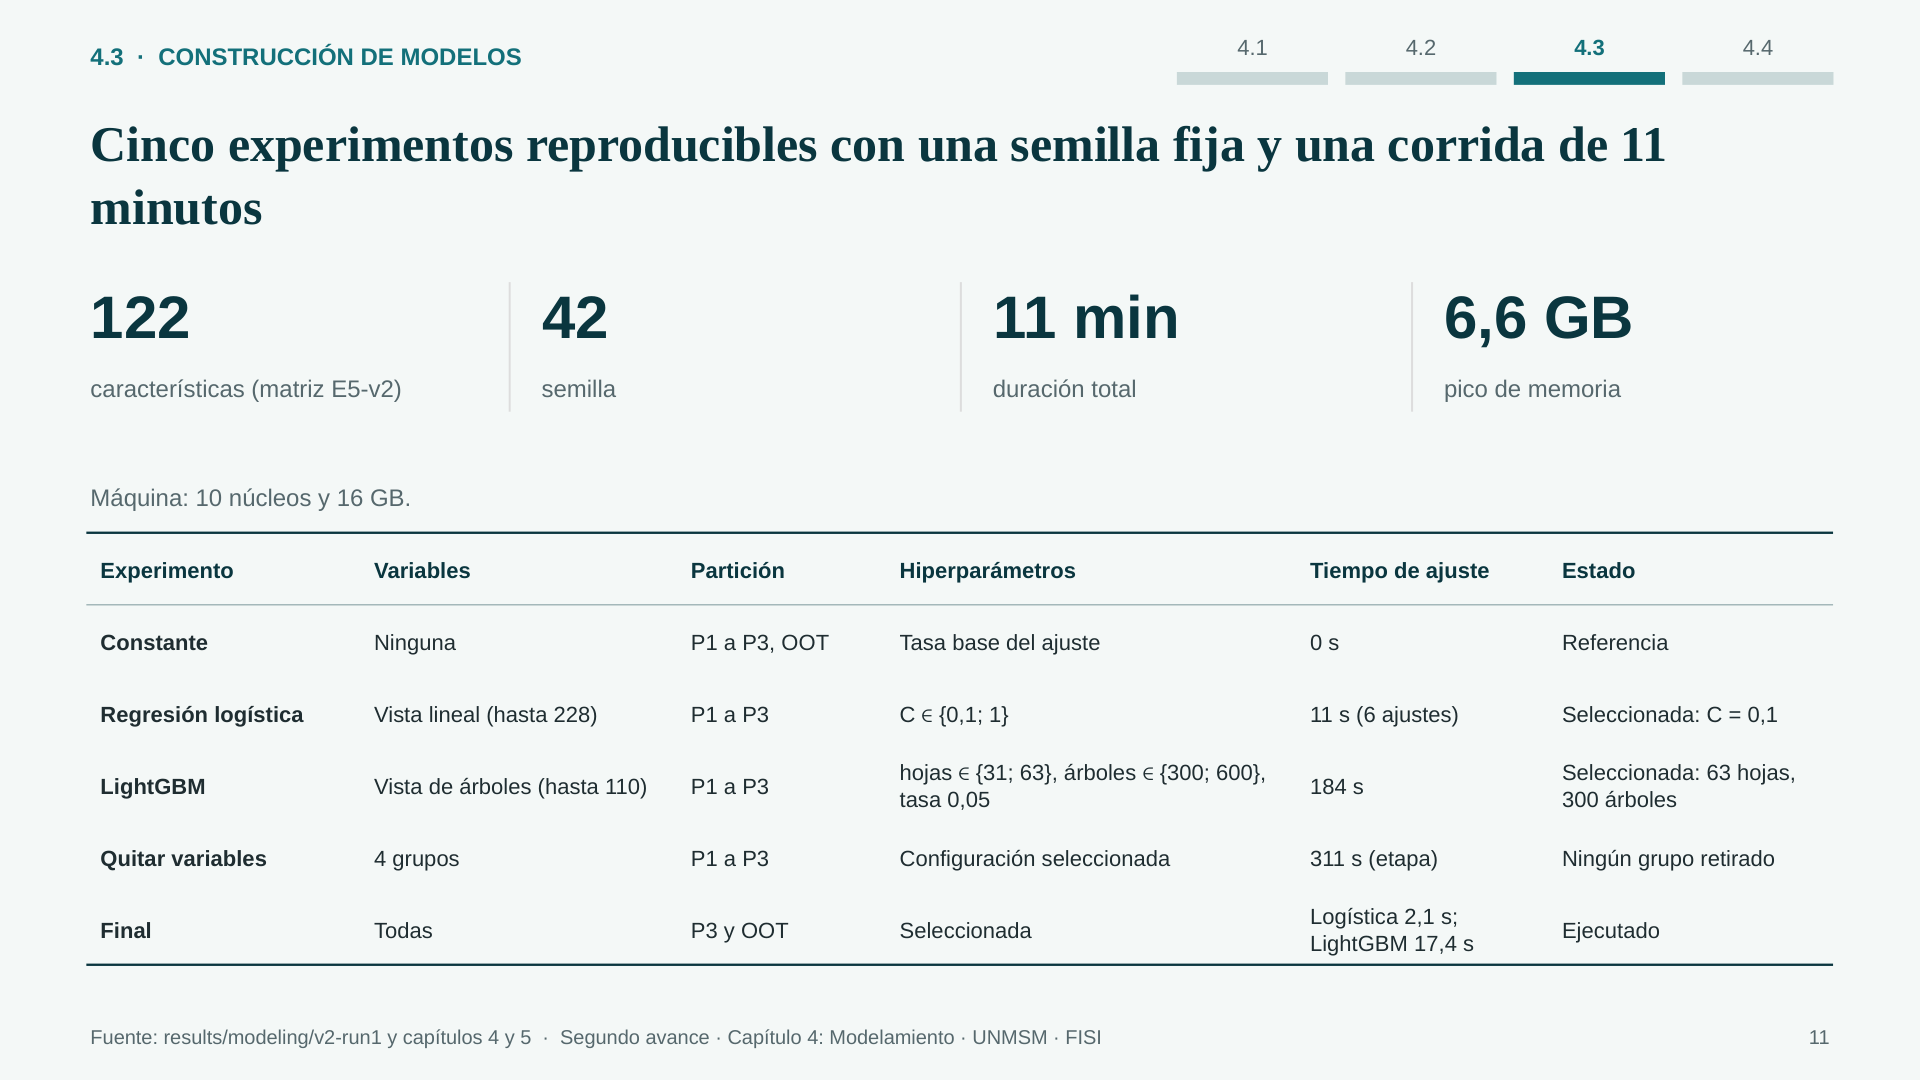 4.3 · CONSTRUCCIÓN DE MODELOS
4.1 4.2 4.3 4.4
Cinco experimentos reproducibles con una semilla fija y una corrida de 11
minutos
122 42 11 min 6,6 GB
características (matriz E5-v2) semilla duración total pico de memoria
Máquina: 10 núcleos y 16 GB.
Experimento Variables Partición Hiperparámetros Tiempo de ajuste Estado
Constante Ninguna P1 a P3, OOT Tasa base del ajuste 0 s Referencia
Regresión logística Vista lineal (hasta 228) P1 a P3 C ∈ {0,1; 1} 11 s (6 ajustes) Seleccionada: C = 0,1
LightGBM Vista de árboles (hasta 110) P1 a P3 hojas ∈ {31; 63}, árboles ∈ {300; 600}, 184 s Seleccionada: 63 hojas,
tasa 0,05 300 árboles
Quitar variables 4 grupos P1 a P3 Configuración seleccionada 311 s (etapa) Ningún grupo retirado
Final Todas P3 y OOT Seleccionada Logística 2,1 s; Ejecutado
LightGBM 17,4 s
Fuente: results/modeling/v2-run1 y capítulos 4 y 5 · Segundo avance · Capítulo 4: Modelamiento · UNMSM · FISI 11